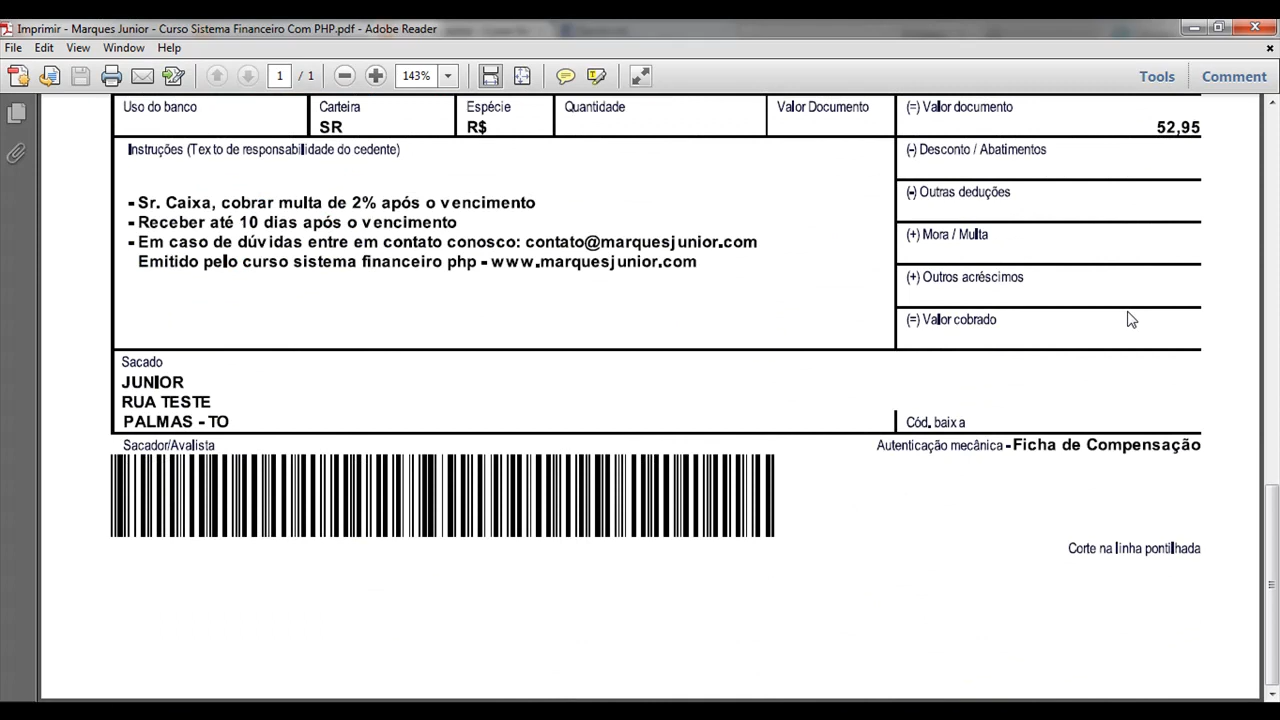 Imprimir - Marques Junior - Curso Sistema Financeiro Com PHP.pdf - Adobe Reader
File Edit View Window Help
1 / 1 143% Tools Comment
Uso do banco Carteira Espécie Quantidade Valor Documento (=) Valor documento
SR R$ 52,95
Instruções (Texto de responsabilidade do cedente) (-) Desconto / Abatimentos
(-) Outras deduções
- Sr. Caixa, cobrar multa de 2% após o vencimento
- Receber até 10 dias após o vencimento
(+) Mora / Multa
- Em caso de dúvidas entre em contato conosco: contato@marquesjunior.com
Emitido pelo curso sistema financeiro php - www.marquesjunior.com
(+) Outros acréscimos
(=) Valor cobrado
Sacado
JUNIOR
RUA TESTE
PALMAS - TO Cód. baixa
Sacador/Avalista Autenticação mecânica - Ficha de Compensação
Corte na linha pontilhada